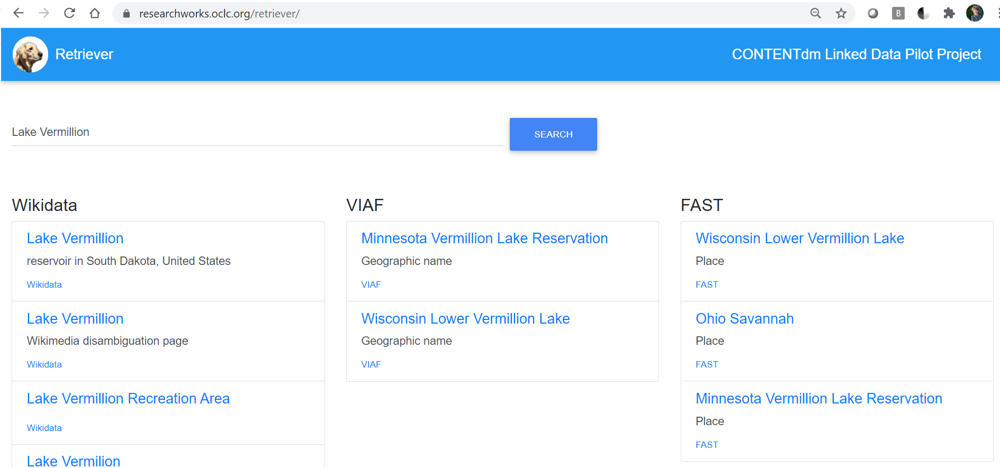 researchworks.oclc.org/retriever/
B
Retriever
CONTENTdm Linked Data Pilot Project
Lake Vermillion
SEARCH
Wikidata
Lake Vermillion
reservoir in South Dakota, United States
Wikidata
Lake Vermillion
Wikimedia disambiguation page
Wikidata
Lake Vermillion Recreation Area
Wikidata
Lake Vermilion
VIAF
Minnesota Vermillion Lake Reservation
Geographic name
VIAF
Wisconsin Lower Vermillion Lake
Geographic name
VIAF
FAST
Wisconsin Lower Vermillion Lake
Place
FAST
Ohio Savannah
Place
FAST
Minnesota Vermillion Lake Reservation
Place
FAST